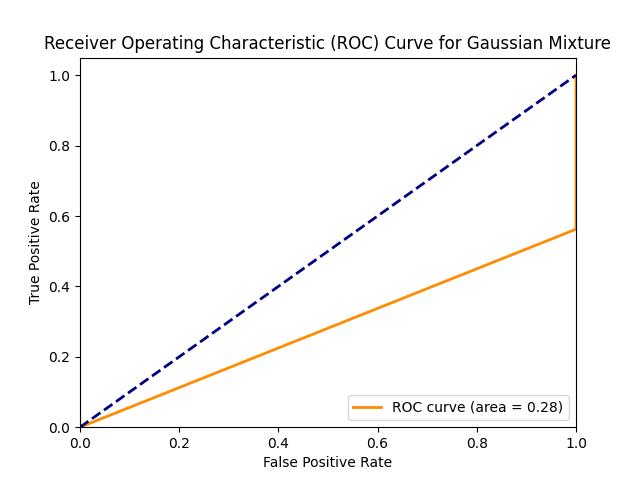 Receiver Operating Characteristic (ROC) Curve for Gaussian Mixture
1.0
0.8
0.6
0.4
0.2
0.0
True Positive Rate
ROC curve (area = 0.28)
0.0 0.2 0.4 0.6 0.8 1.0
False Positive Rate